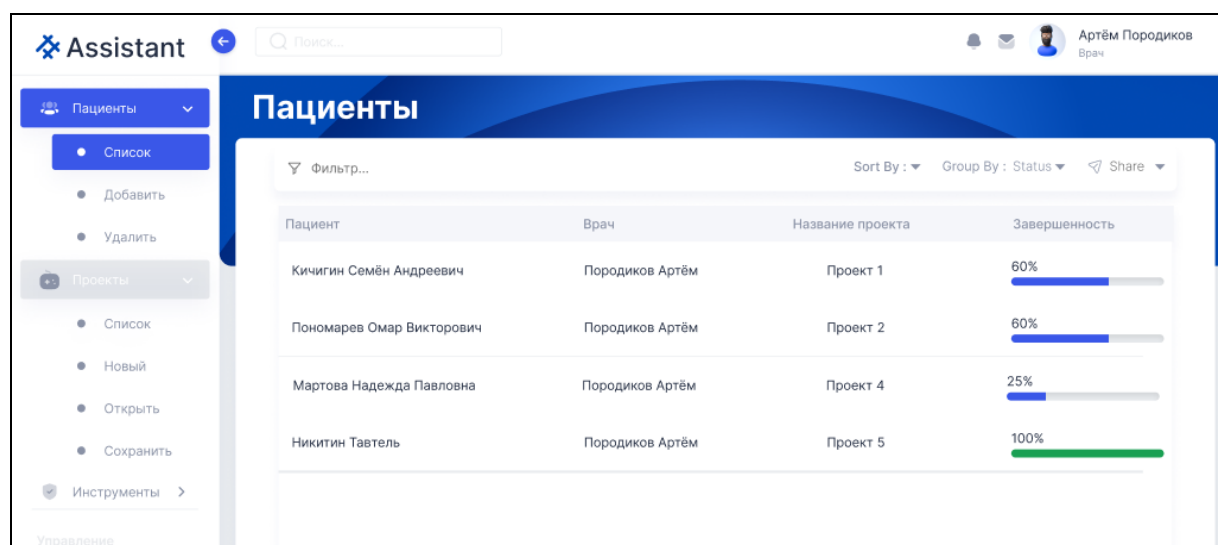 Assistant
Поиск...
Артём Породиков
Врач
Пациенты
Список
Добавить
Удалить
Проекты
Список
Новый
Открыть
Сохранить
Инструменты
Управление
Пациенты
Фильтр...
Sort By :
Group By : Status
Share
Пациент Врач Название проекта Завершенность
Кичигин Семён Андреевич Породиков Артём Проект 1 60%
Пономарев Омар Викторович Породиков Артём Проект 2 60%
Мартова Надежда Павловна Породиков Артём Проект 4 25%
Никитин Тавтель Породиков Артём Проект 5 100%